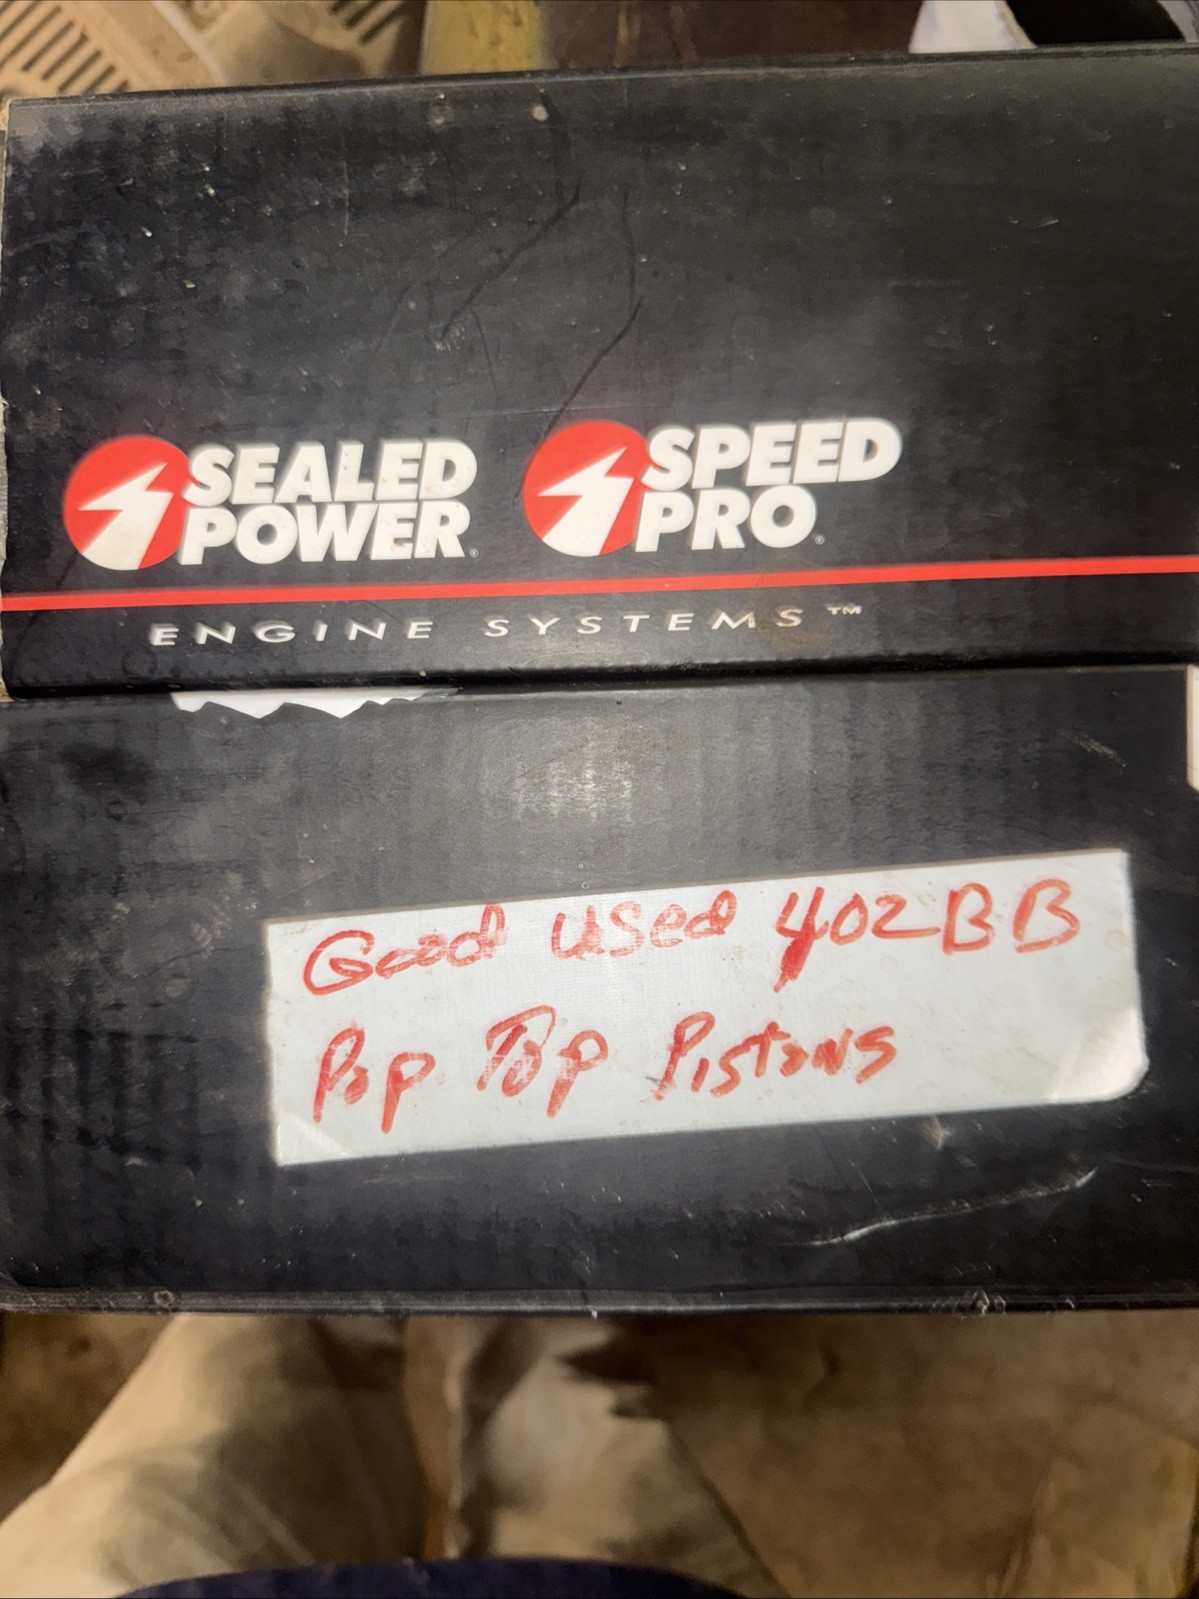 SEALED POWER®
SPEED PRO®
ENGINE SYSTEMS™
Good used 402BB
Pop Top Pistons